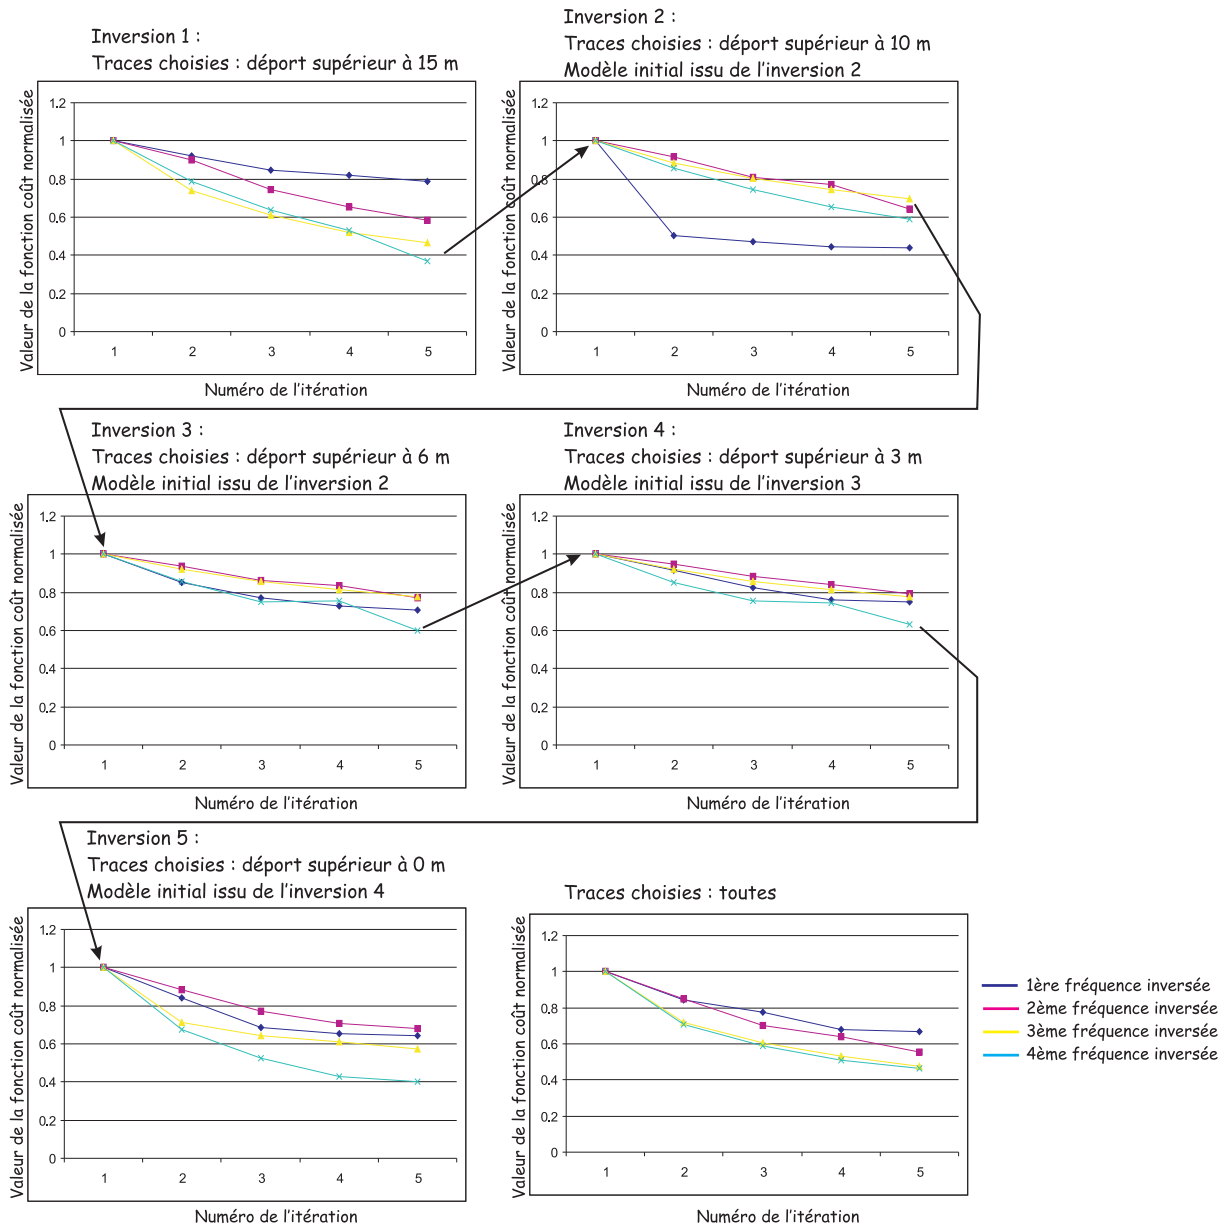 Inversion 1 :
Traces choisies : départ supérieur à 15 m
Valeur de la fonction coût normalisée
1.2
1
0.8
0.6
0.4
0.2
0
1 2 3 4 5
Numéro de l'itération
Inversion 2 :
Traces choisies : déport supérieur à 10 m
Modèle initial issu de l'inversion 2
Valeur de la fonction coût normalisée
1.2
1
0.8
0.6
0.4
0.2
0
1 2 3 4 5
Numéro de l'itération
Inversion 3 :
Traces choisies : déport supérieur à 6 m
Modèle initial issu de l'inversion 2
Valeur de la fonction coût normalisée
1.2
1
0.8
0.6
0.4
0.2
0
1 2 3 4 5
Numéro de l'itération
Inversion 4 :
Traces choisies : déport supérieur à 3 m
Modèle initial issu de l'inversion 3
Valeur de la fonction coût normalisée
1.2
1
0.8
0.6
0.4
0.2
0
1 2 3 4 5
Numéro de l'itération
Inversion 5 :
Traces choisies : déport supérieur à 0 m
Modèle initial issu de l'inversion 4
Valeur de la fonction coût normalisée
1.2
1
0.8
0.6
0.4
0.2
0
1 2 3 4 5
Numéro de l'itération
Traces choisies : toutes
Valeur de la fonction coût normalisée
1.2
1
0.8
0.6
0.4
0.2
0
1 2 3 4 5
Numéro de l'itération
1ère fréquence inversée
2ème fréquence inversée
3ème fréquence inversée
4ème fréquence inversée